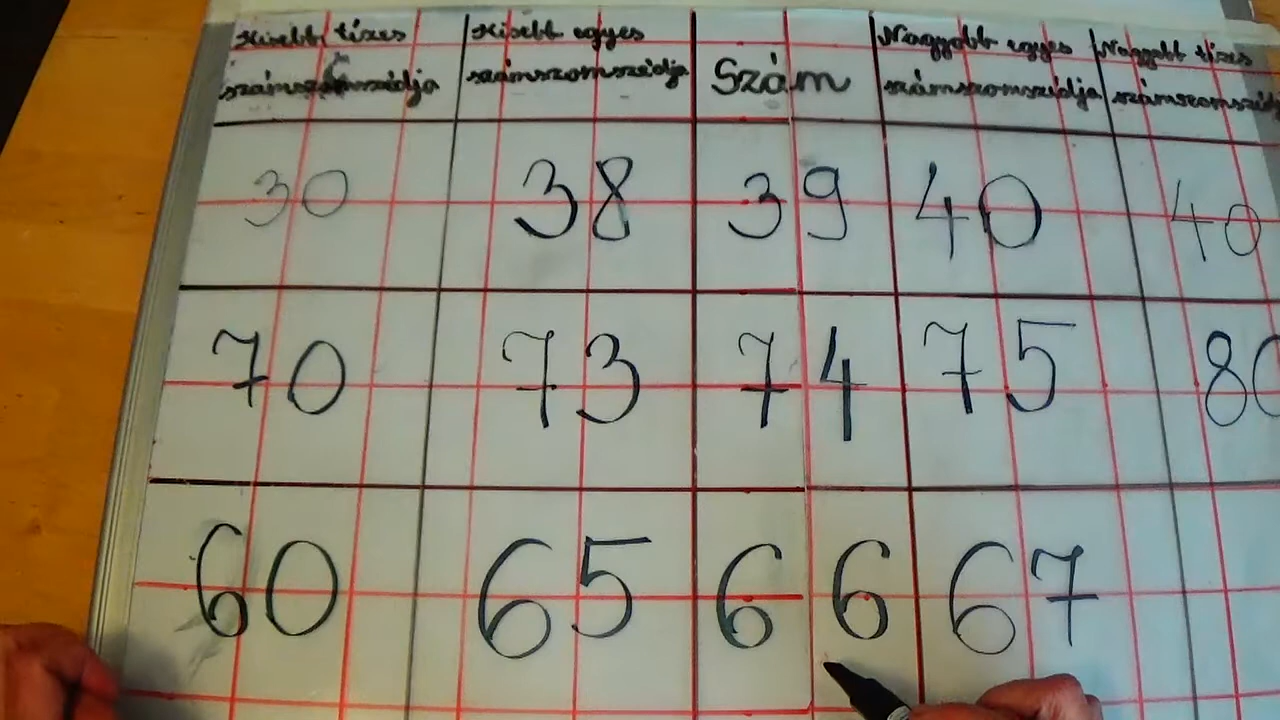 Kisebb tízes számszomszédja
Kisebb egyes számszomszédja
Szám
Nagyobb egyes számszomszédja
Nagyobb tízes
30 38 39 40 40
70 73 74 75 80
60 65 66 67